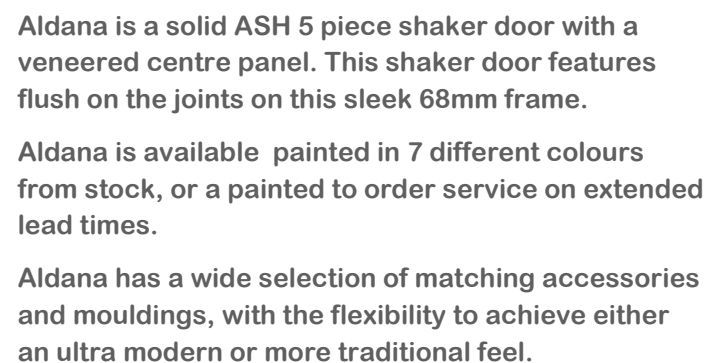 Aldana is a solid ASH 5 piece shaker door with a
veneered centre panel. This shaker door features
flush on the joints on this sleek 68mm frame.
Aldana is available  painted in 7 different colours
from stock, or a painted to order service on extended
lead times.
Aldana has a wide selection of matching accessories
and mouldings, with the flexibility to achieve either
an ultra modern or more traditional feel.